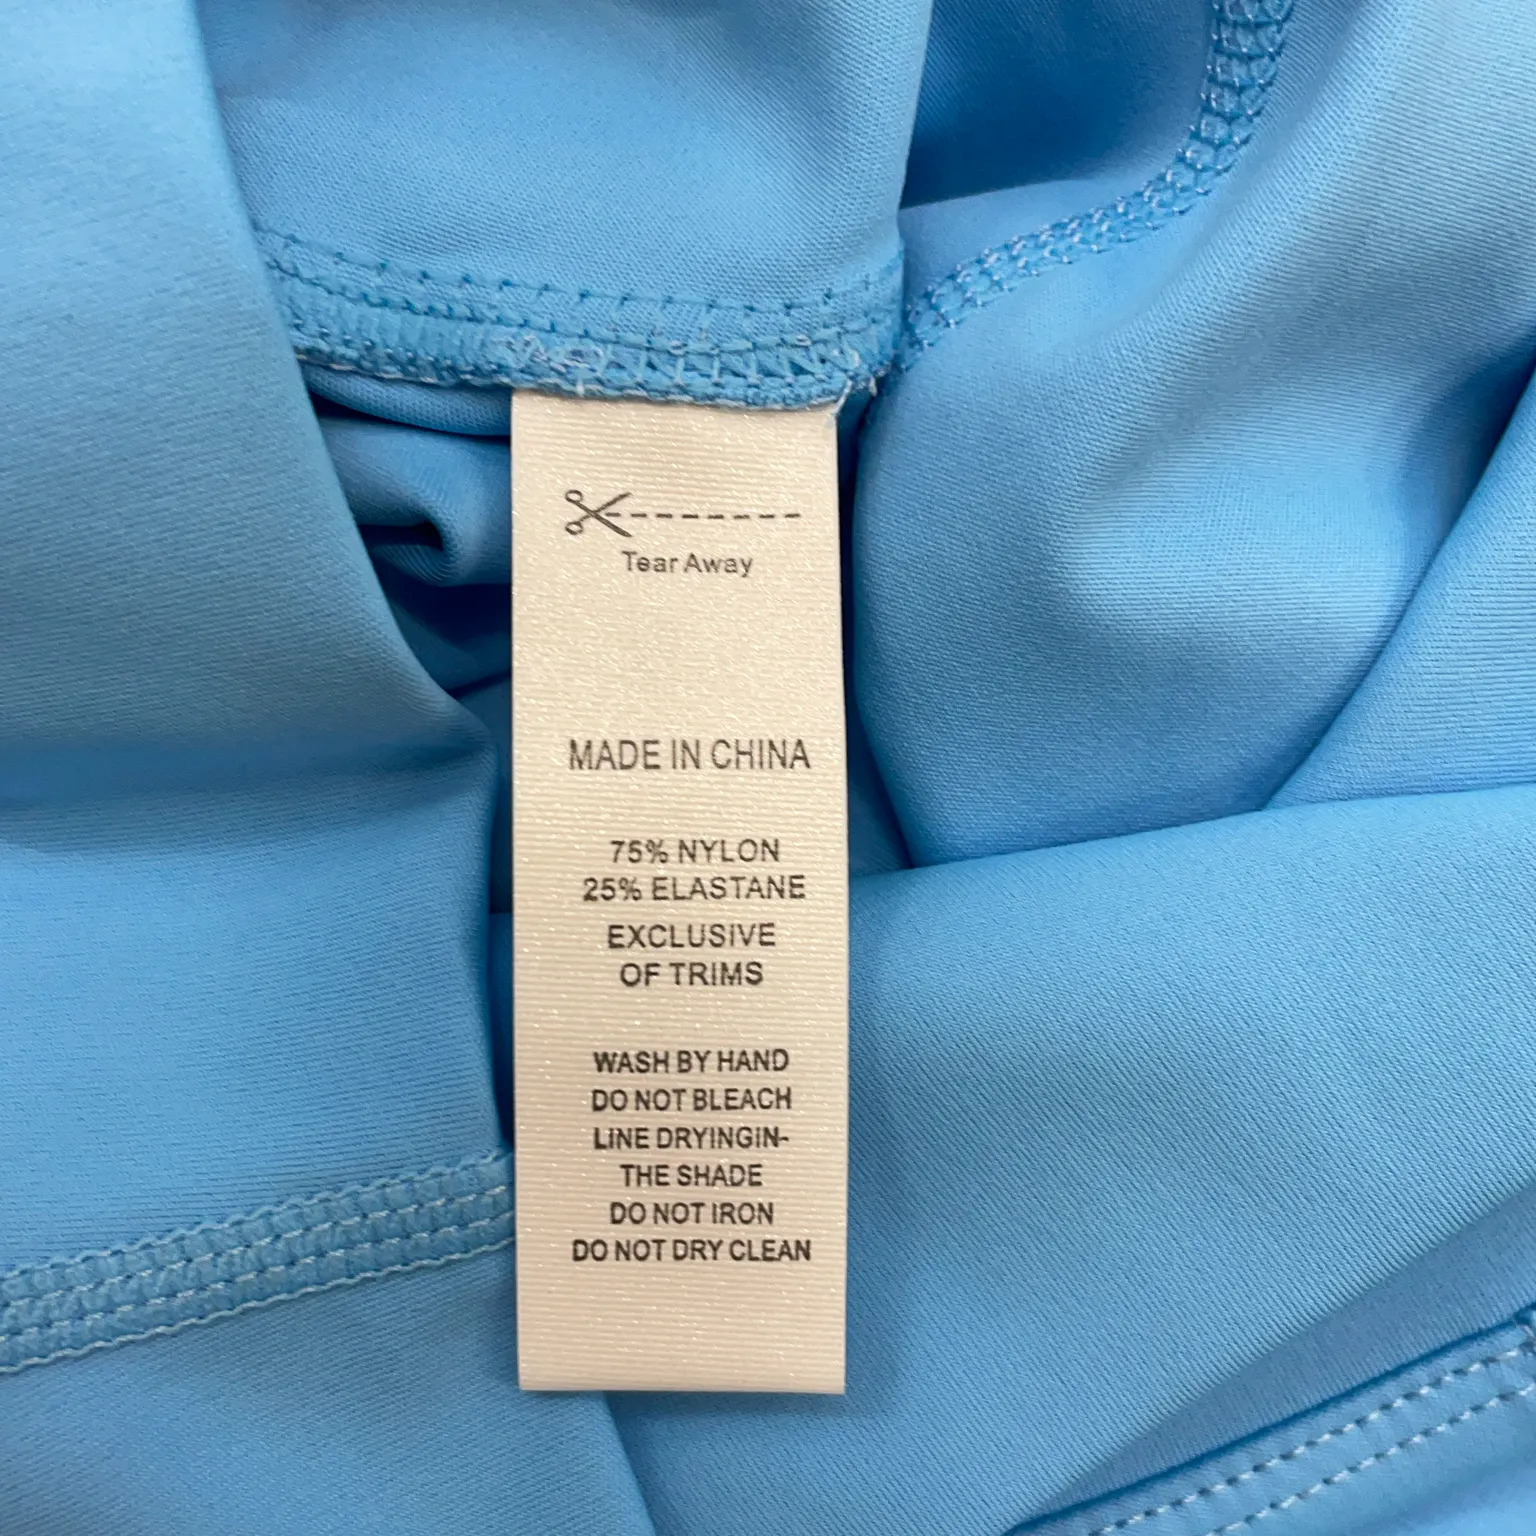 Tear Away
MADE IN CHINA
75% NYLON
25% ELASTANE
EXCLUSIVE
OF TRIMS
WASH BY HAND
DO NOT BLEACH
LINE DRYINGIN-
THE SHADE
DO NOT IRON
DO NOT DRY CLEAN